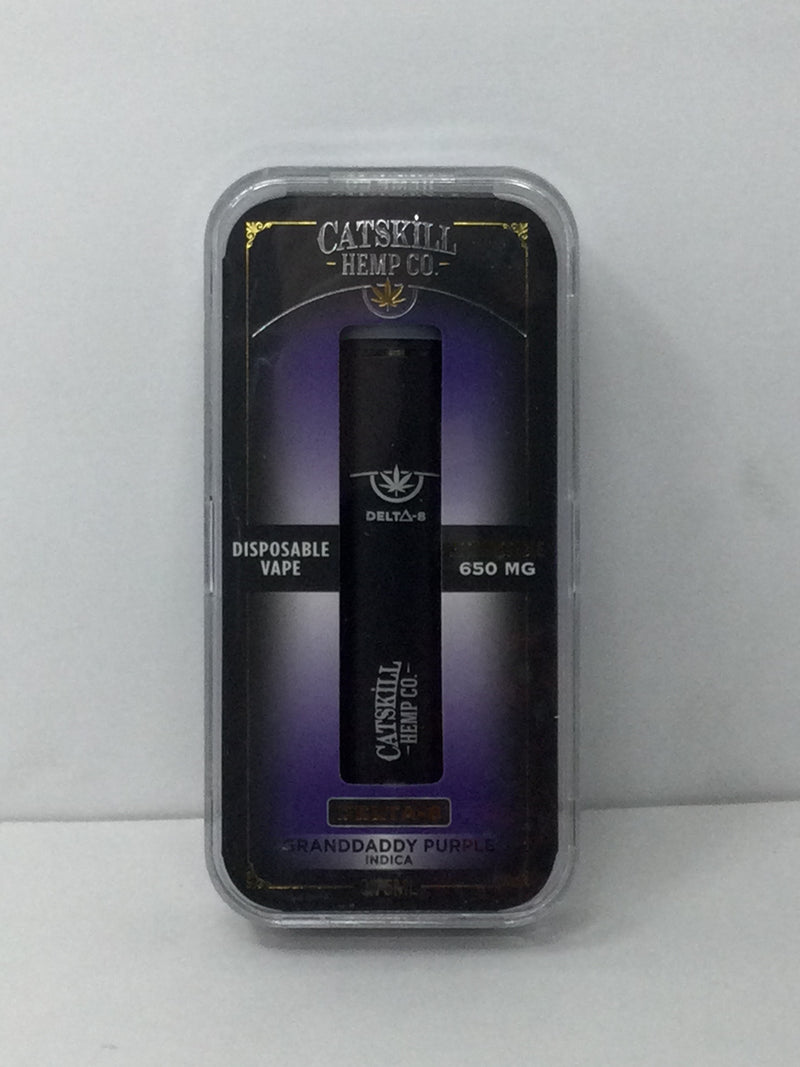 CATSKILL
-HEMP CO.-
DELTA-8
DISPOSABLE
VAPE
650 MG
CATSKILL
-HEMP CO.-
GRANDDADDY PURPLE
INDICA